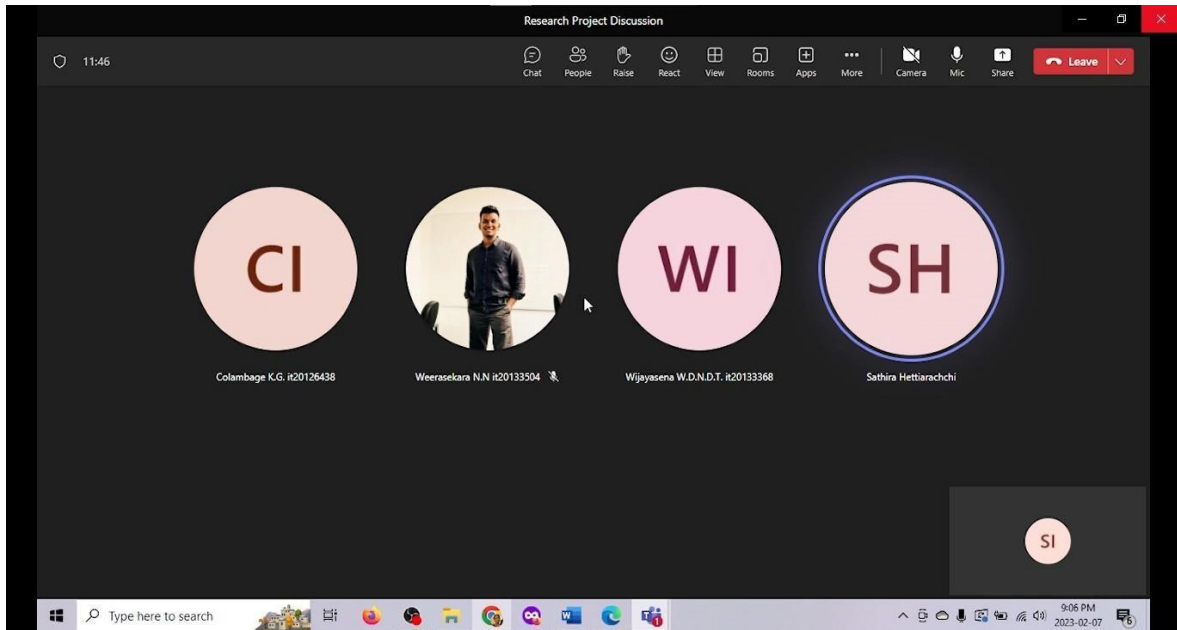 Research Project Discussion
11:46
Chat People Raise React View Rooms Apps More Camera Mic Share Leave
CI WI SH
Colambage K.G. it20126438 Weerasekara N.N it20133504 Wijayasena W.D.N.D.T. it20133368 Sathira Hettiarachchi
SI
Type here to search
9:06 PM
2023-02-07
6
1